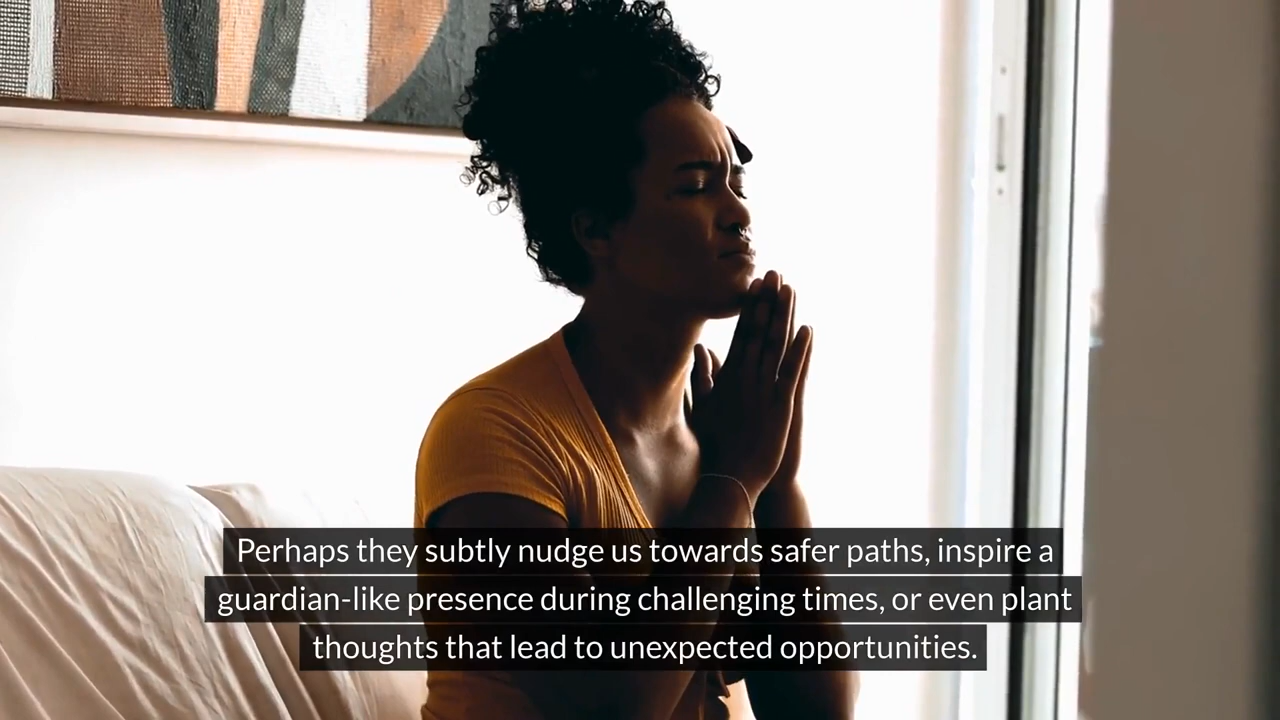 Perhaps they subtly nudge us towards safer paths, inspire a
guardian-like presence during challenging times, or even plant
thoughts that lead to unexpected opportunities.